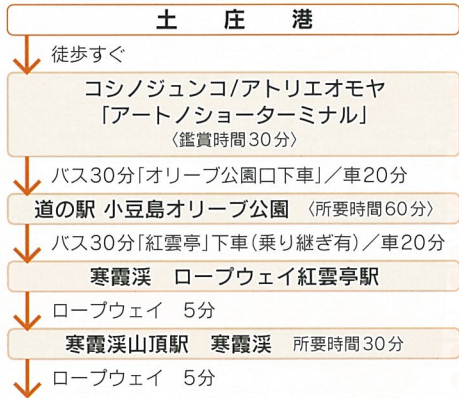 土庄港
徒歩すぐ
コシノジュンコ/アトリエオモヤ
「アートノショーターミナル」
〈鑑賞時間30分〉
バス30分「オリーブ公園口下車」／車20分
道の駅 小豆島オリーブ公園 〈所要時間60分〉
バス30分「紅雲亭」下車(乗り継ぎ有)／車20分
寒霞渓　ロープウェイ紅雲亭駅
ロープウェイ　5分
寒霞渓山頂駅　寒霞渓　所要時間30分
ロープウェイ　5分